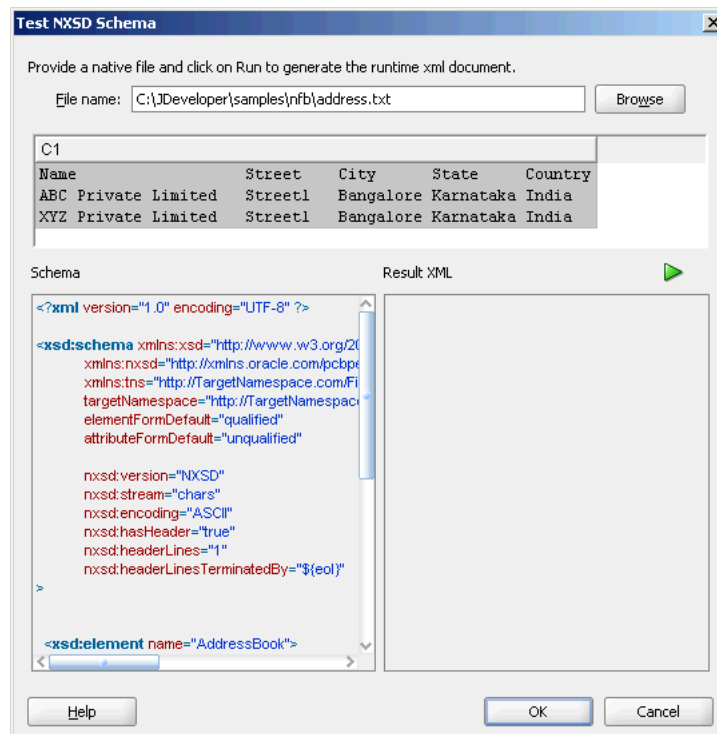 Test NXSD Schema
Provide a native file and click on Run to generate the runtime xml document.
File name: C:\JDeveloper\samples\nfb\address.txt Browse
C1
Name Street City State Country
ABC Private Limited Street1 Bangalore Karnataka India
XYZ Private Limited Street1 Bangalore Karnataka India
Schema Result XML
<?xml version="1.0" encoding="UTF-8" ?>
<xsd:schema xmlns:xsd="http://www.w3.org/20
xmlns:nxsd="http://xmlns.oracle.com/pcbpe
xmlns:tns="http://TargetNamespace.com/Fi
targetNamespace="http://TargetNamespac
elementFormDefault="qualified"
attributeFormDefault="unqualified"
nxsd:version="NXSD"
nxsd:stream="chars"
nxsd:encoding="ASCII"
nxsd:hasHeader="true"
nxsd:headerLines="1"
nxsd:headerLinesTerminatedBy="${eol}"
>
<xsd:element name="AddressBook">
Help OK Cancel